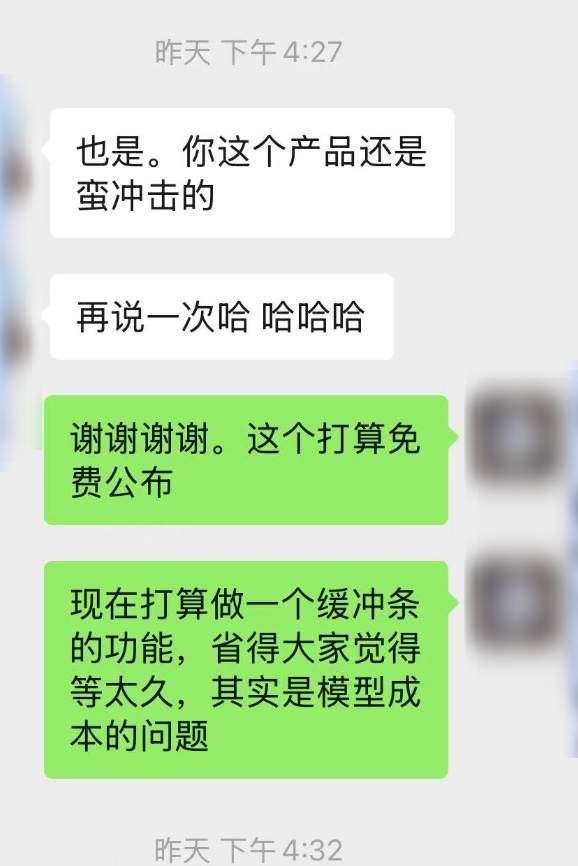 昨天 下午4:27
也是。你这个产品还是
蛮冲击的
再说一次哈 哈哈哈
谢谢谢谢。这个打算免
费公布
现在打算做一个缓冲条
的功能，省得大家觉得
等太久，其实是模型成
本的问题
昨天 下午4:32